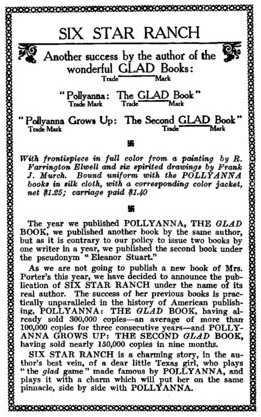 SIX STAR RANCH
Another success by the author of the
wonderful GLAD Books:
Trade Mark
"Pollyanna: The GLAD Book"
Trade Mark Trade Mark
"Pollyanna Grows Up: The Second GLAD Book"
Trade Mark Trade Mark
With frontispiece in full color from a painting by R.
Farrington Elwell and six spirited drawings by Frank
J. Murch. Bound uniform with the POLLYANNA
books in silk cloth, with a corresponding color jacket,
net $1.25; carriage paid $1.40
The year we published POLLYANNA, THE GLAD
BOOK, we published another book by the same author,
but as it is contrary to our policy to issue two books by
one writer in a year, we published the second book under
the pseudonym "Eleanor Stuart."
As we are not going to publish a new book of Mrs.
Porter's this year, we have decided to announce the pub-
lication of SIX STAR RANCH under the name of its
real author. The success of her previous books is prac-
tically unparalleled in the history of American publish-
ing, POLLYANNA: THE GLAD BOOK, having al-
ready sold 300,000 copies—an average of more than
100,000 copies for three consecutive years—and POLLY-
ANNA GROWS UP: THE SECOND GLAD BOOK,
having sold nearly 150,000 copies in nine months.
SIX STAR RANCH is a charming story, in the au-
thor's best vein, of a dear little Texas girl, who plays
"the glad game" made famous by POLLYANNA, and
plays it with a charm which will put her on the same
pinnacle, side by side with POLLYANNA.